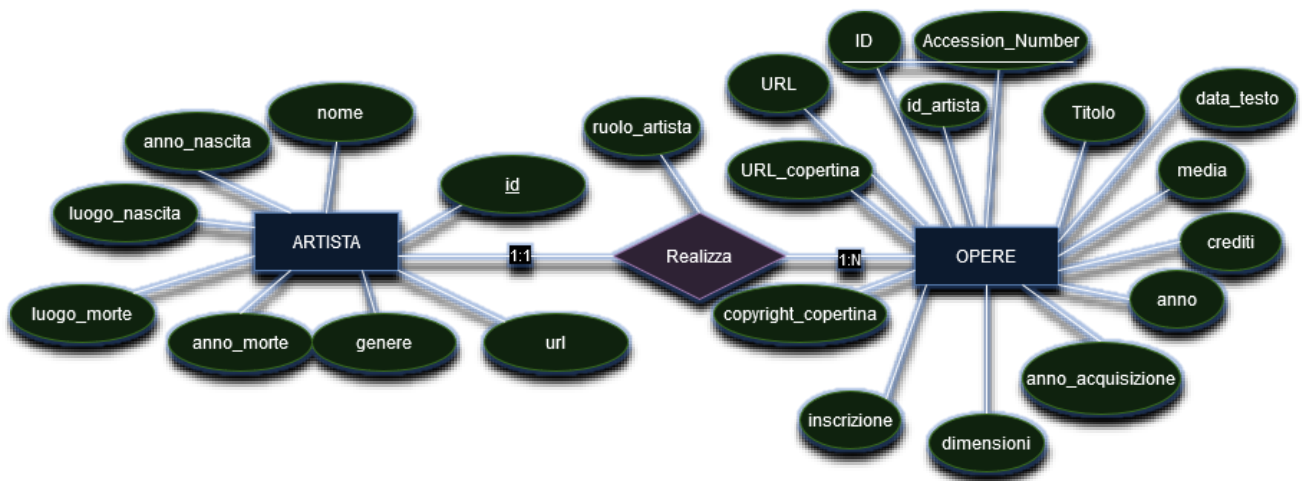 ID
Accession_Number
URL
nome
id_artista
Titolo
data_testo
anno_nascita
ruolo_artista
media
URL_copertina
id
luogo_nascita
ARTISTA
1:1
Realizza
1:N
OPERE
crediti
anno
luogo_morte
anno_morte
genere
url
copyright_copertina
anno_acquisizione
inscrizione
dimensioni